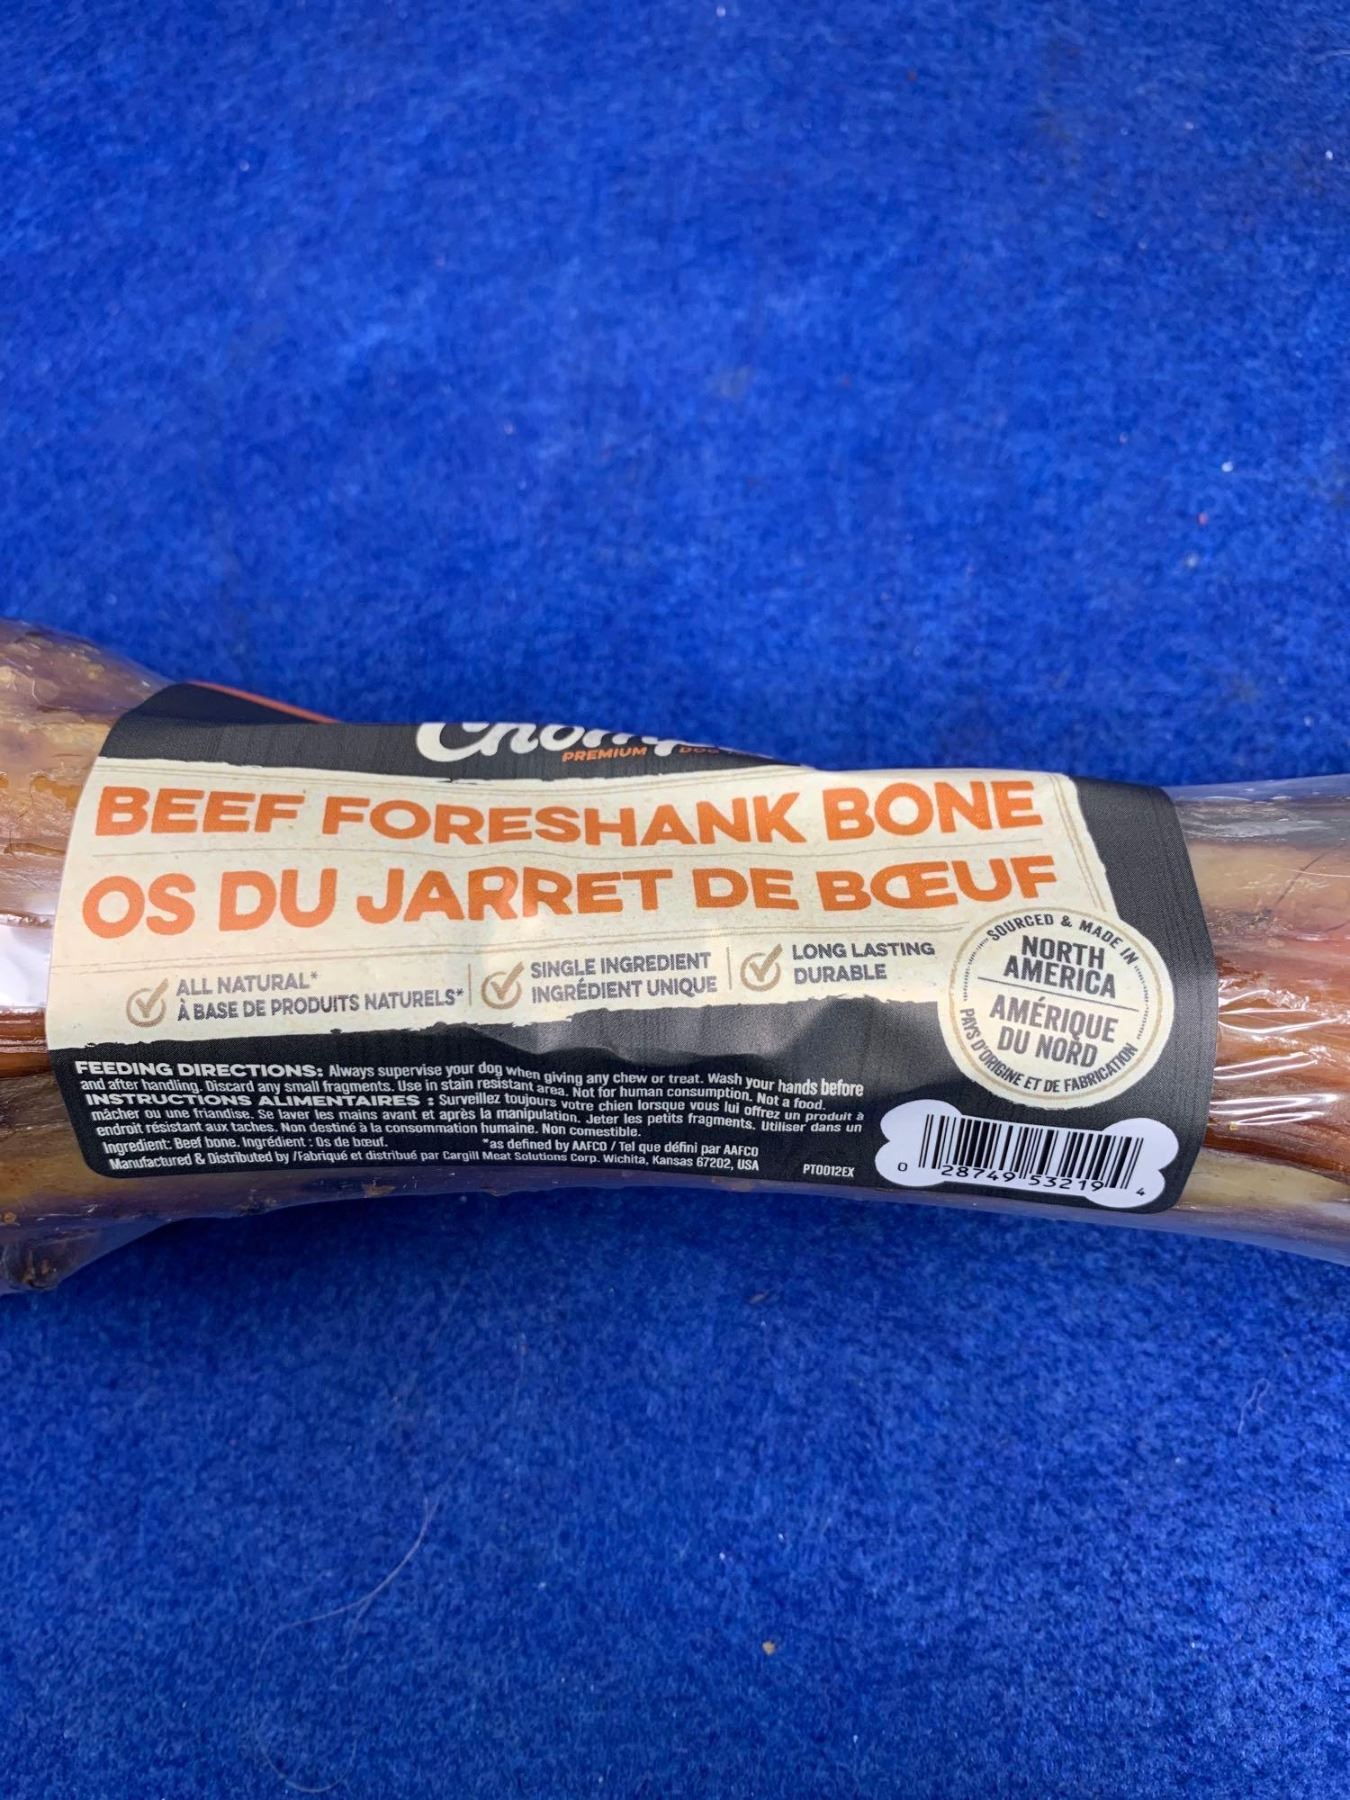 PREMIUM
BEEF FORESHANK BONE
OS DU JARRET DE BŒUF
ALL NATURAL*
À BASE DE PRODUITS NATURELS*
SINGLE INGREDIENT
INGRÉDIENT UNIQUE
LONG LASTING
DURABLE
SOURCED & MADE IN
NORTH
AMERICA
AMÉRIQUE
DU NORD
PAYS D'ORIGINE ET DE FABRICATION
FEEDING DIRECTIONS: Always supervise your dog when giving any chew or treat. Wash your hands before
and after handling. Discard any small fragments. Use in stain resistant area. Not for human consumption. Not a food.
INSTRUCTIONS ALIMENTAIRES : Surveillez toujours votre chien lorsque vous lui offrez un produit à
mâcher ou une friandise. Se laver les mains avant et après la manipulation. Jeter les petits fragments. Utiliser dans un
endroit résistant aux taches. Non destiné à la consommation humaine. Non comestible.
Ingredient: Beef bone. Ingrédient : Os de bœuf.
*as defined by AAFCO / Tel que défini par AAFCO
Manufactured & Distributed by /Fabriqué et distribué par Cargill Meat Solutions Corp. Wichita, Kansas 67202, USA
PT0012EX
0 28749 53219 4